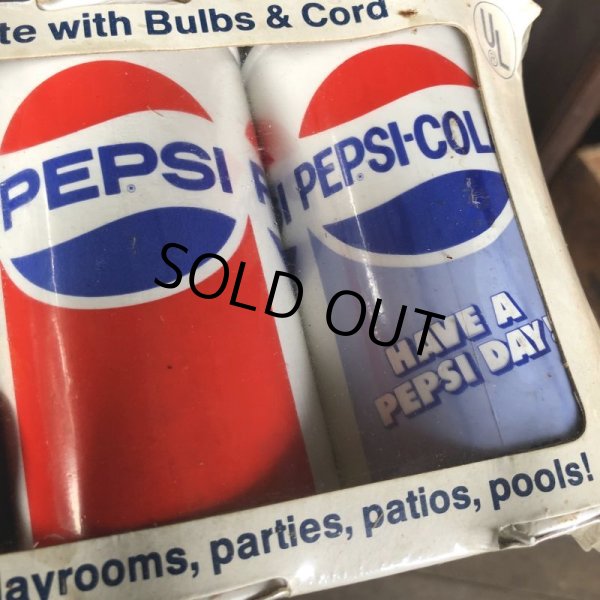 te with Bulbs & Cord
UL
PEPSI
PEPSI-COL
SOLD OUT
HAVE A
PEPSI DAY!
layrooms, parties, patios, pools!